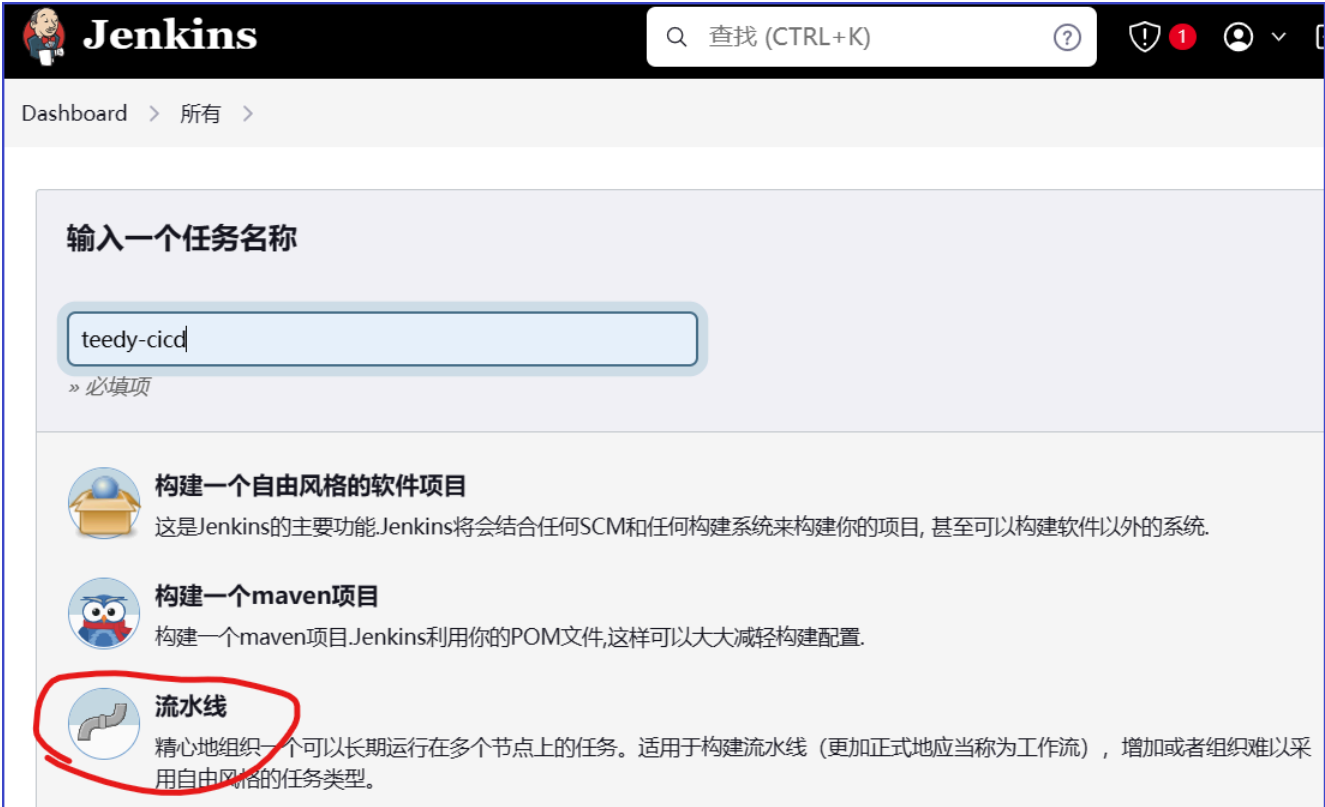 Jenkins
查找 (CTRL+K)
?
1
Dashboard > 所有 >
输入一个任务名称
teedy-cicd
» 必填项
构建一个自由风格的软件项目
这是Jenkins的主要功能.Jenkins将会结合任何SCM和任何构建系统来构建你的项目, 甚至可以构建软件以外的系统.
构建一个maven项目
构建一个maven项目.Jenkins利用你的POM文件,这样可以大大减轻构建配置.
流水线
精心地组织一个可以长期运行在多个节点上的任务。适用于构建流水线（更加正式地应当称为工作流），增加或者组织难以采
用自由风格的任务类型。